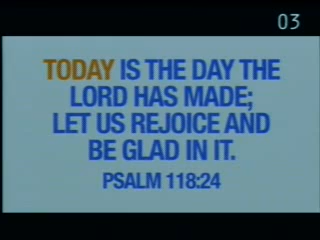 03
TODAY IS THE DAY THE
LORD HAS MADE;
LET US REJOICE AND
BE GLAD IN IT.
PSALM 118:24